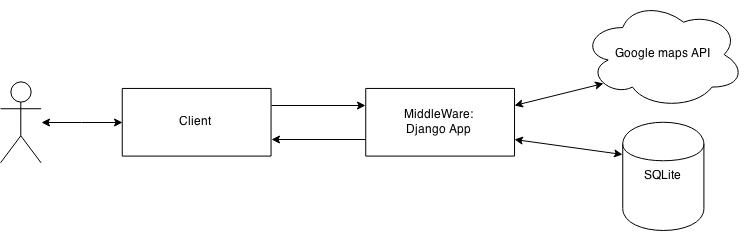 Google maps API
Client
MiddleWare:
Django App
SQLite